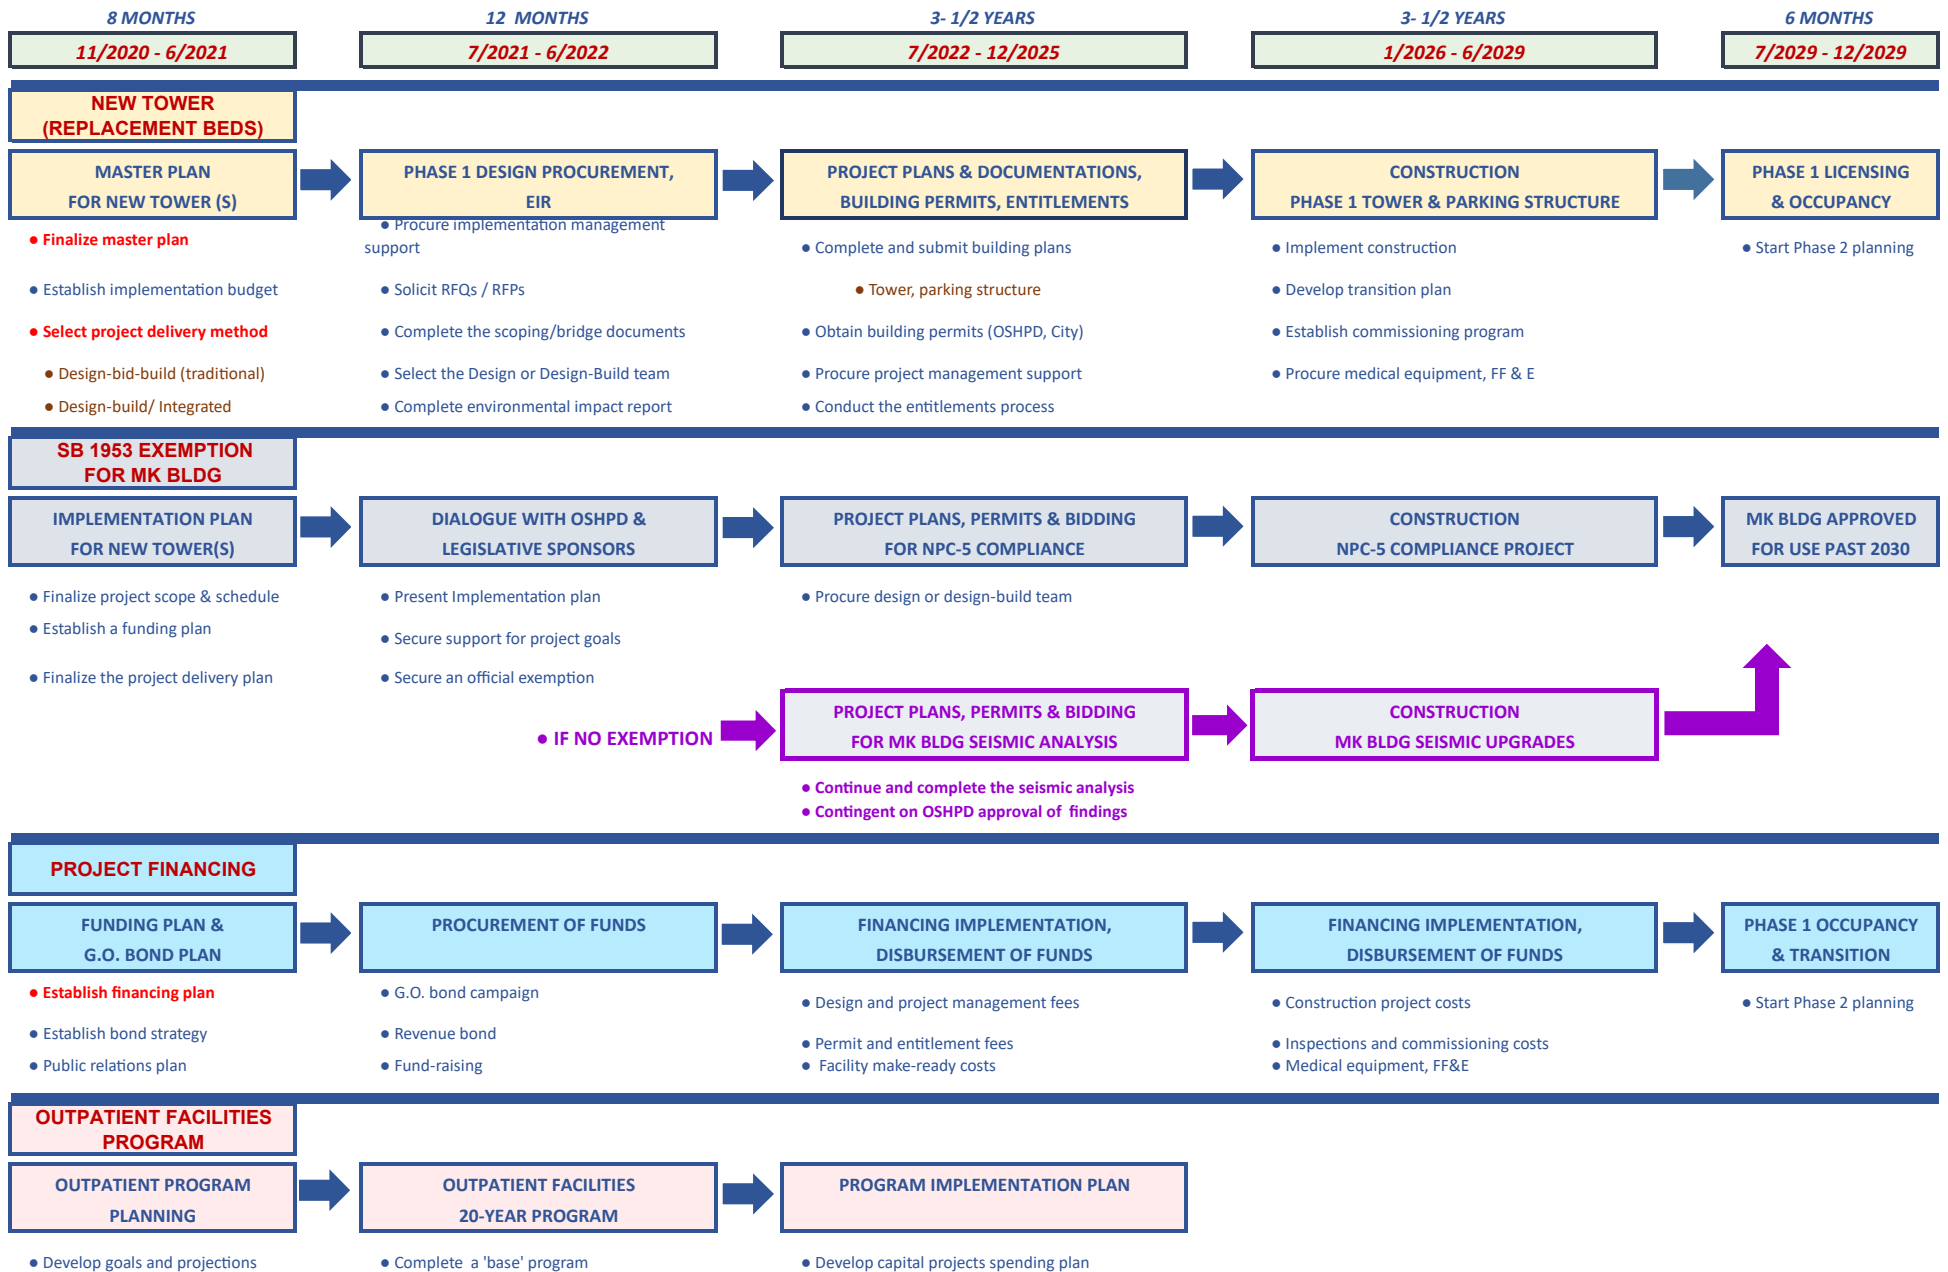 8 MONTHS
12 MONTHS
3- 1/2 YEARS
3- 1/2 YEARS
6 MONTHS
11/2020 - 6/2021
7/2021 - 6/2022
7/2022 - 12/2025
1/2026 - 6/2029
7/2029 - 12/2029
NEW TOWER
(REPLACEMENT BEDS)
MASTER PLAN
FOR NEW TOWER (S)
PHASE 1 DESIGN PROCUREMENT,
EIR
PROJECT PLANS & DOCUMENTATIONS,
BUILDING PERMITS, ENTITLEMENTS
CONSTRUCTION
PHASE 1 TOWER & PARKING STRUCTURE
PHASE 1 LICENSING
& OCCUPANCY
● Finalize master plan
● Establish implementation budget
● Select project delivery method
● Design-bid-build (traditional)
● Design-build/ Integrated
● Procure implementation management
support
● Solicit RFQs / RFPs
● Complete the scoping/bridge documents
● Select the Design or Design-Build team
● Complete environmental impact report
● Complete and submit building plans
● Tower, parking structure
● Obtain building permits (OSHPD, City)
● Procure project management support
● Conduct the entitlements process
● Implement construction
● Develop transition plan
● Establish commissioning program
● Procure medical equipment, FF & E
● Start Phase 2 planning
SB 1953 EXEMPTION
FOR MK BLDG
IMPLEMENTATION PLAN
FOR NEW TOWER(S)
DIALOGUE WITH OSHPD &
LEGISLATIVE SPONSORS
PROJECT PLANS, PERMITS & BIDDING
FOR NPC-5 COMPLIANCE
CONSTRUCTION
NPC-5 COMPLIANCE PROJECT
MK BLDG APPROVED
FOR USE PAST 2030
● Finalize project scope & schedule
● Establish a funding plan
● Finalize the project delivery plan
● Present Implementation plan
● Secure support for project goals
● Secure an official exemption
● Procure design or design-build team
● IF NO EXEMPTION
PROJECT PLANS, PERMITS & BIDDING
FOR MK BLDG SEISMIC ANALYSIS
CONSTRUCTION
MK BLDG SEISMIC UPGRADES
● Continue and complete the seismic analysis
● Contingent on OSHPD approval of findings
PROJECT FINANCING
FUNDING PLAN &
G.O. BOND PLAN
PROCUREMENT OF FUNDS
FINANCING IMPLEMENTATION,
DISBURSEMENT OF FUNDS
FINANCING IMPLEMENTATION,
DISBURSEMENT OF FUNDS
PHASE 1 OCCUPANCY
& TRANSITION
● Establish financing plan
● Establish bond strategy
● Public relations plan
● G.O. bond campaign
● Revenue bond
● Fund-raising
● Design and project management fees
● Permit and entitlement fees
● Facility make-ready costs
● Construction project costs
● Inspections and commissioning costs
● Medical equipment, FF&E
● Start Phase 2 planning
OUTPATIENT FACILITIES
PROGRAM
OUTPATIENT PROGRAM
PLANNING
OUTPATIENT FACILITIES
20-YEAR PROGRAM
PROGRAM IMPLEMENTATION PLAN
● Develop goals and projections
● Complete a 'base' program
● Develop capital projects spending plan